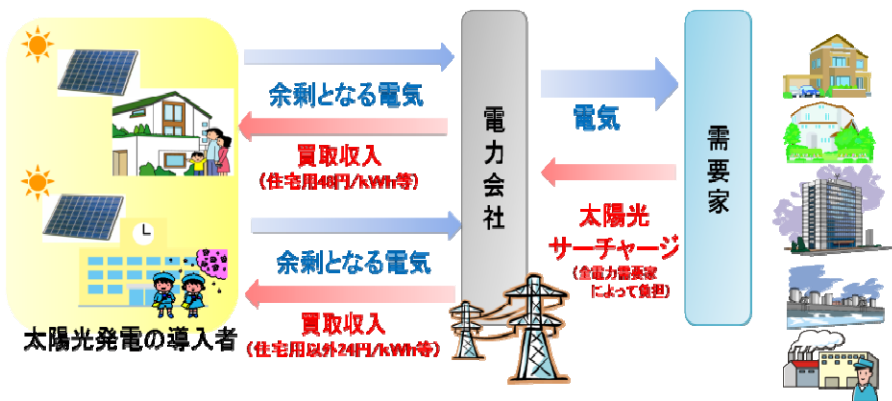 余剰となる電気
買取収入
(住宅用48円/kWh等)
余剰となる電気
買取収入
(住宅用以外24円/kWh等)
太陽光発電の導入者
電力会社
電気
太陽光
サーチャージ
(全電力需要家
によって負担)
需要家